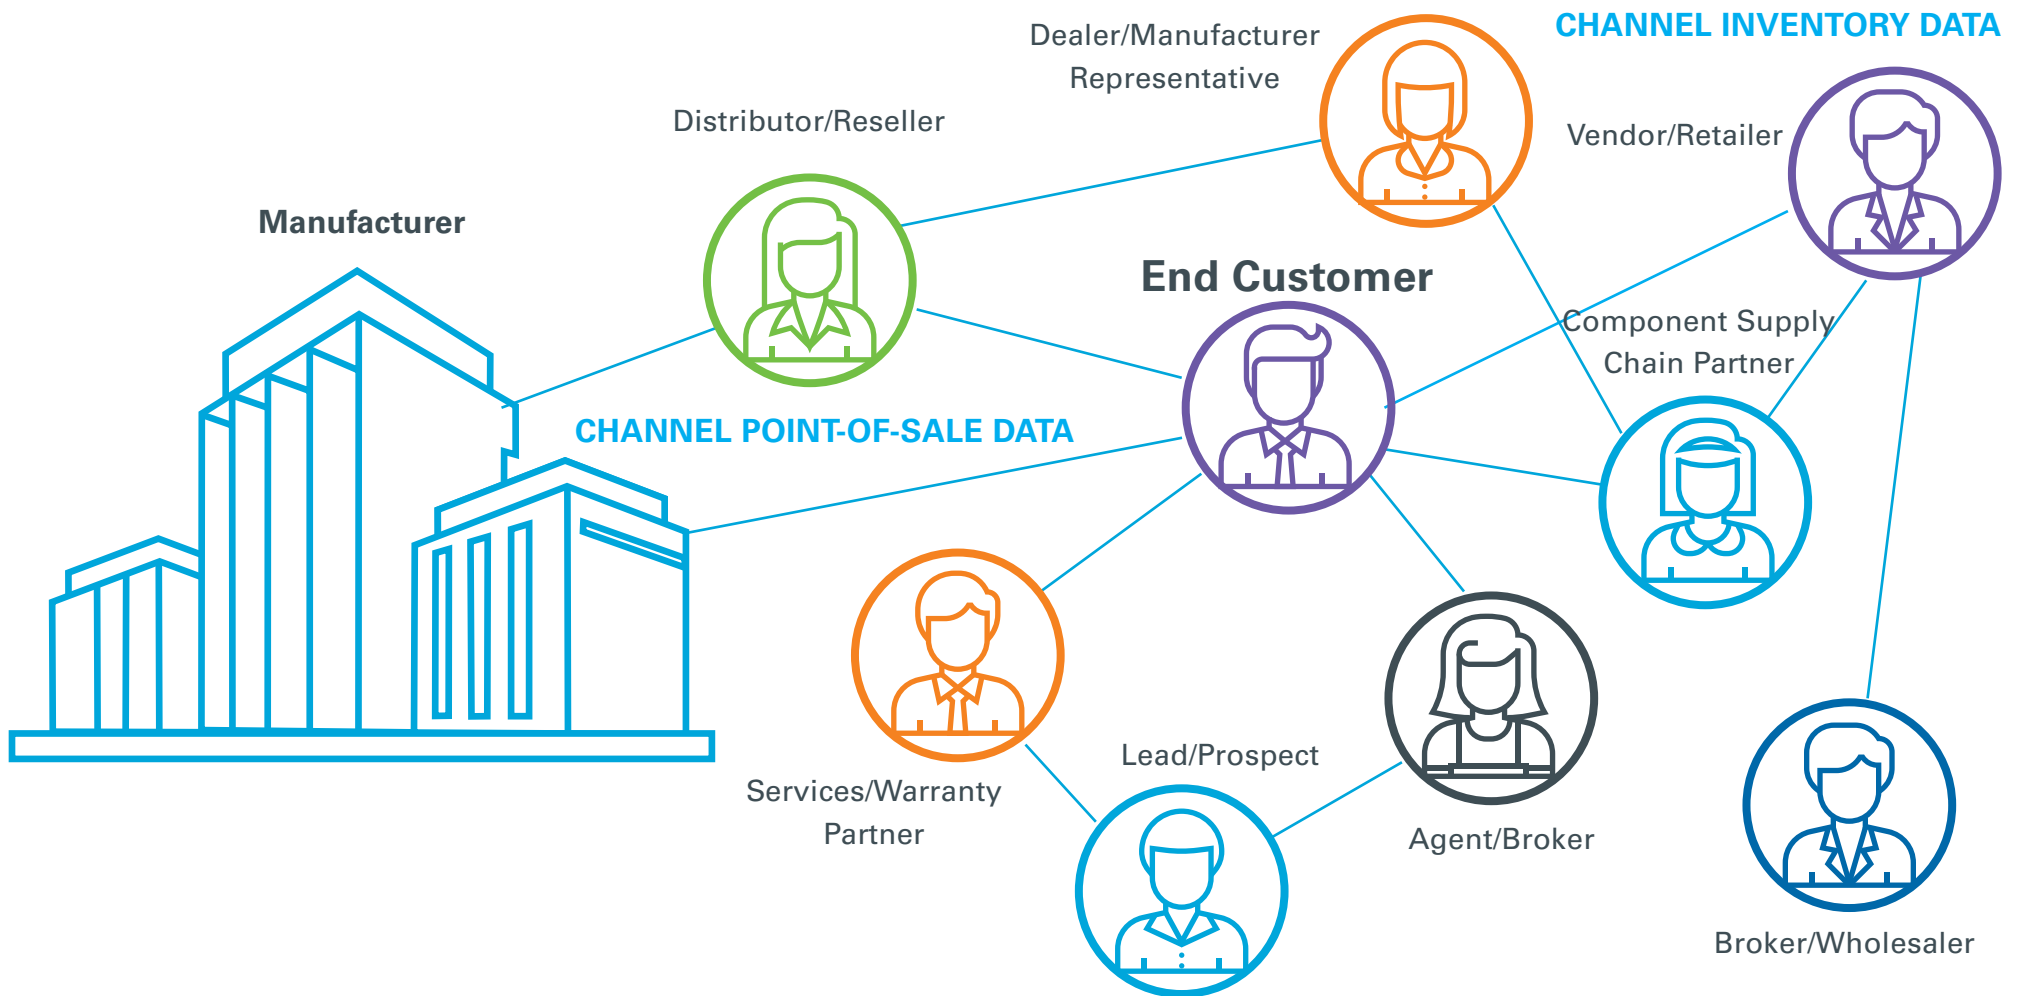 CHANNEL INVENTORY DATA
Dealer/Manufacturer
Representative
Distributor/Reseller
Vendor/Retailer
Manufacturer
End Customer
Component Supply
Chain Partner
CHANNEL POINT-OF-SALE DATA
Lead/Prospect
Services/Warranty
Partner
Agent/Broker
Broker/Wholesaler